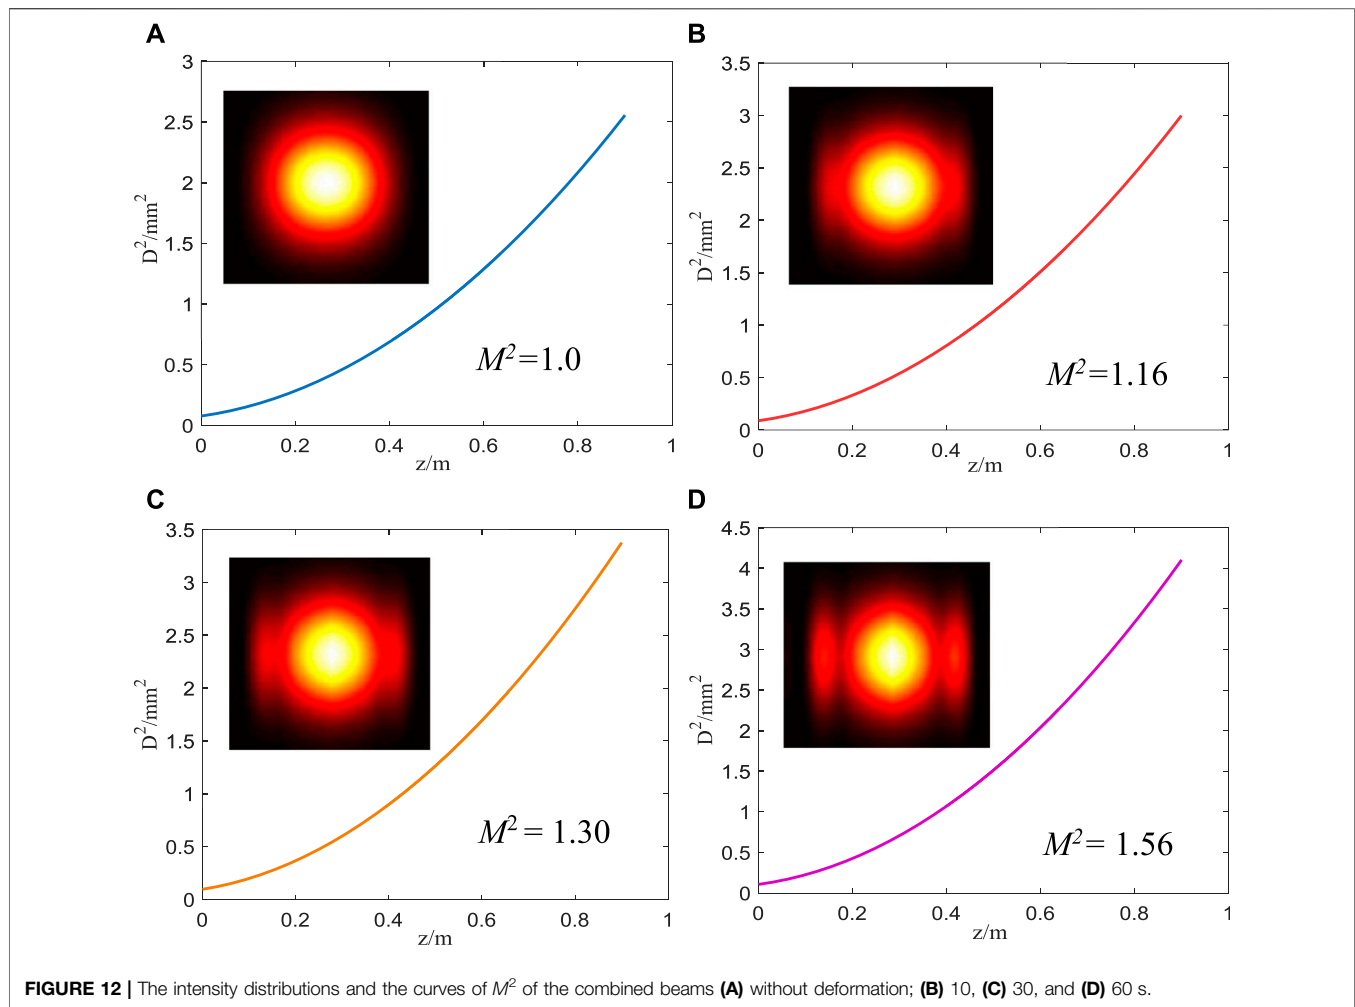 A
3
2.5
2
1.5
1
0.5
0
D²/mm²
M²=1.0
0 0.2 0.4 0.6 0.8 1
z/m
B
3.5
3
2.5
2
1.5
1
0.5
0
D²/mm²
M²=1.16
0 0.2 0.4 0.6 0.8 1
z/m
C
3.5
3
2.5
2
1.5
1
0.5
0
D²/mm²
M² = 1.30
0 0.2 0.4 0.6 0.8 1
z/m
D
4.5
4
3.5
3
2.5
2
1.5
1
0.5
0
D²/mm²
M² = 1.56
0 0.2 0.4 0.6 0.8 1
z/m
FIGURE 12 | The intensity distributions and the curves of M² of the combined beams (A) without deformation; (B) 10, (C) 30, and (D) 60 s.